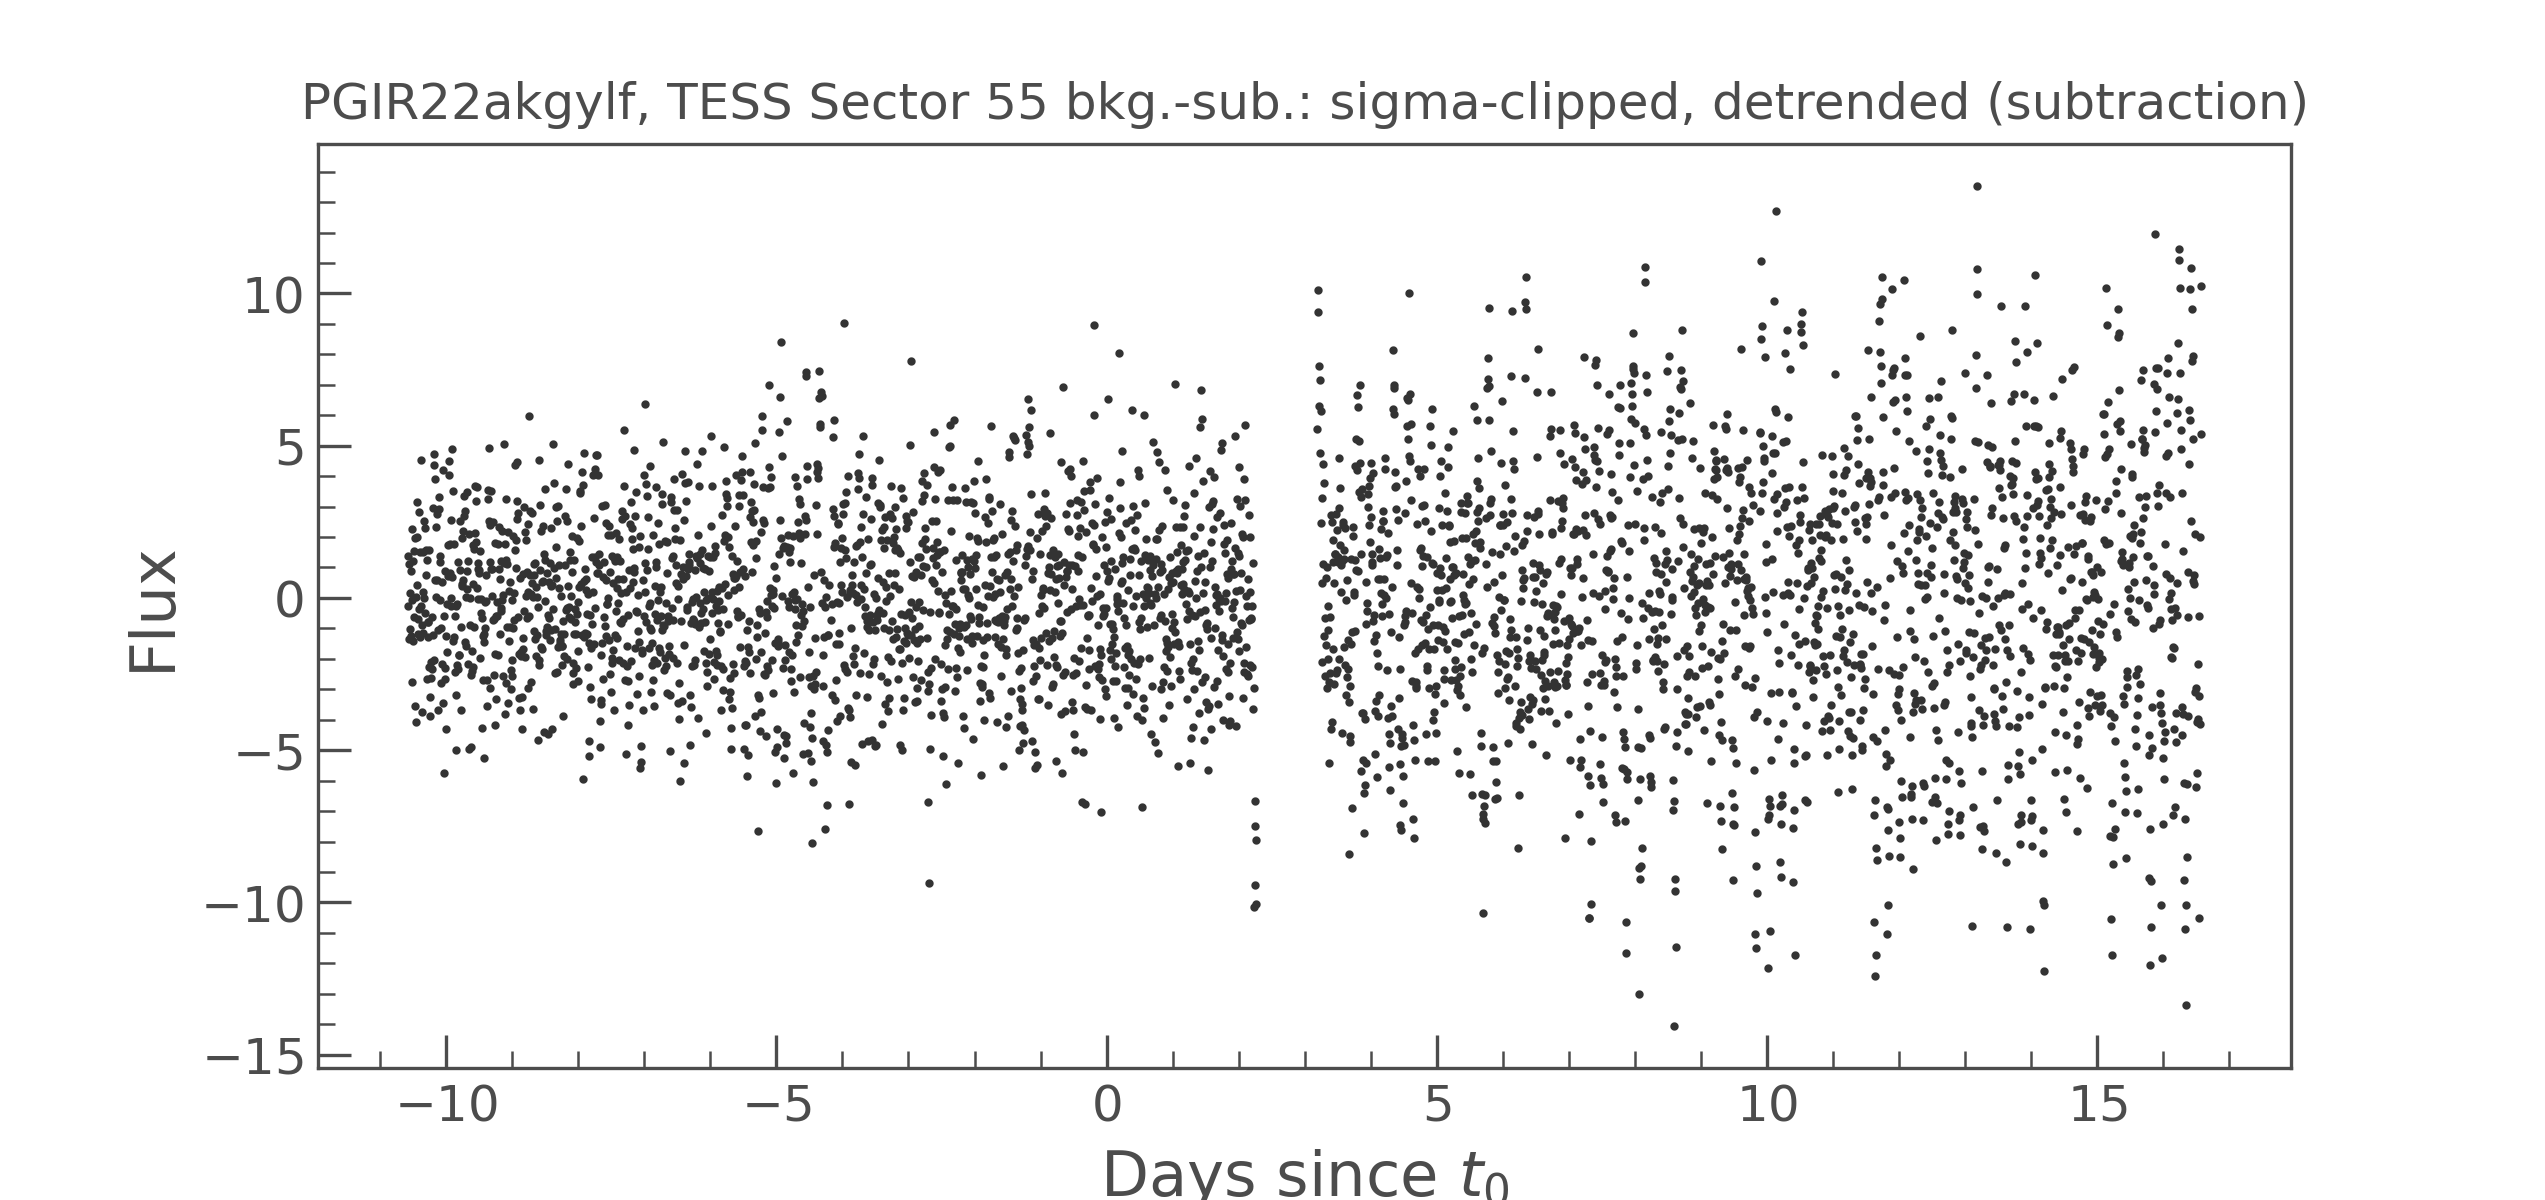 PGIR22akgylf, TESS Sector 55 bkg.-sub.: sigma-clipped, detrended (subtraction)
10
5
0
−5
−10
−15
Flux
−10 −5 0 5 10 15
Days since t₀